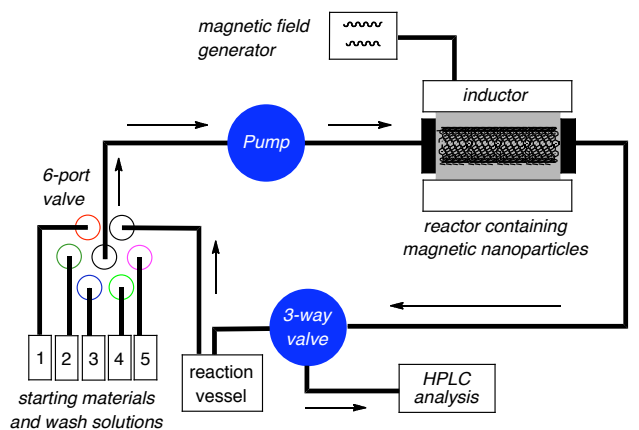 magnetic field
generator
inductor
Pump
6-port
valve
reactor containing
magnetic nanoparticles
3-way
valve
1 2 3 4 5
reaction
vessel
HPLC
analysis
starting materials
and wash solutions